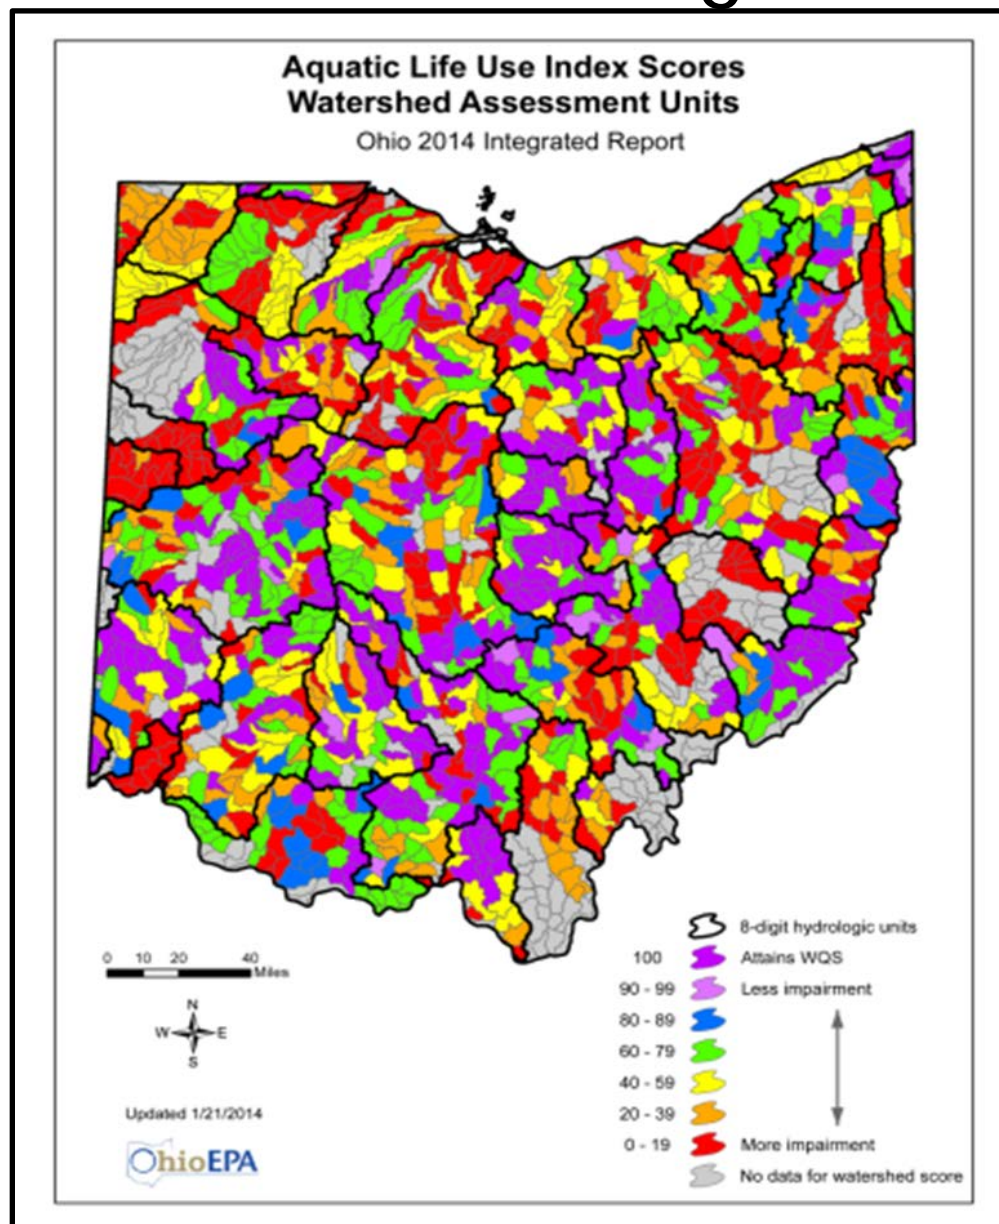 Aquatic Life Use Index Scores
Watershed Assessment Units
Ohio 2014 Integrated Report
8-digit hydrologic units
100 Attains WQS
90 - 99 Less impairment
80 - 89
60 - 79
40 - 59
20 - 39
0 - 19 More impairment
No data for watershed score
0 10 20 40
Miles
N
W E
S
Updated 1/21/2014
OhioEPA